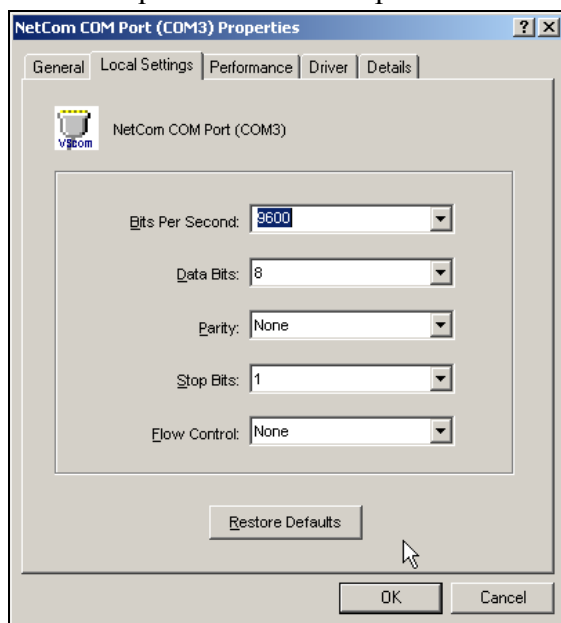 NetCom COM Port (COM3) Properties
? X
General Local Settings Performance Driver Details
VScom
NetCom COM Port (COM3)
Bits Per Second: 9600
Data Bits: 8
Parity: None
Stop Bits: 1
Flow Control: None
Restore Defaults
OK Cancel